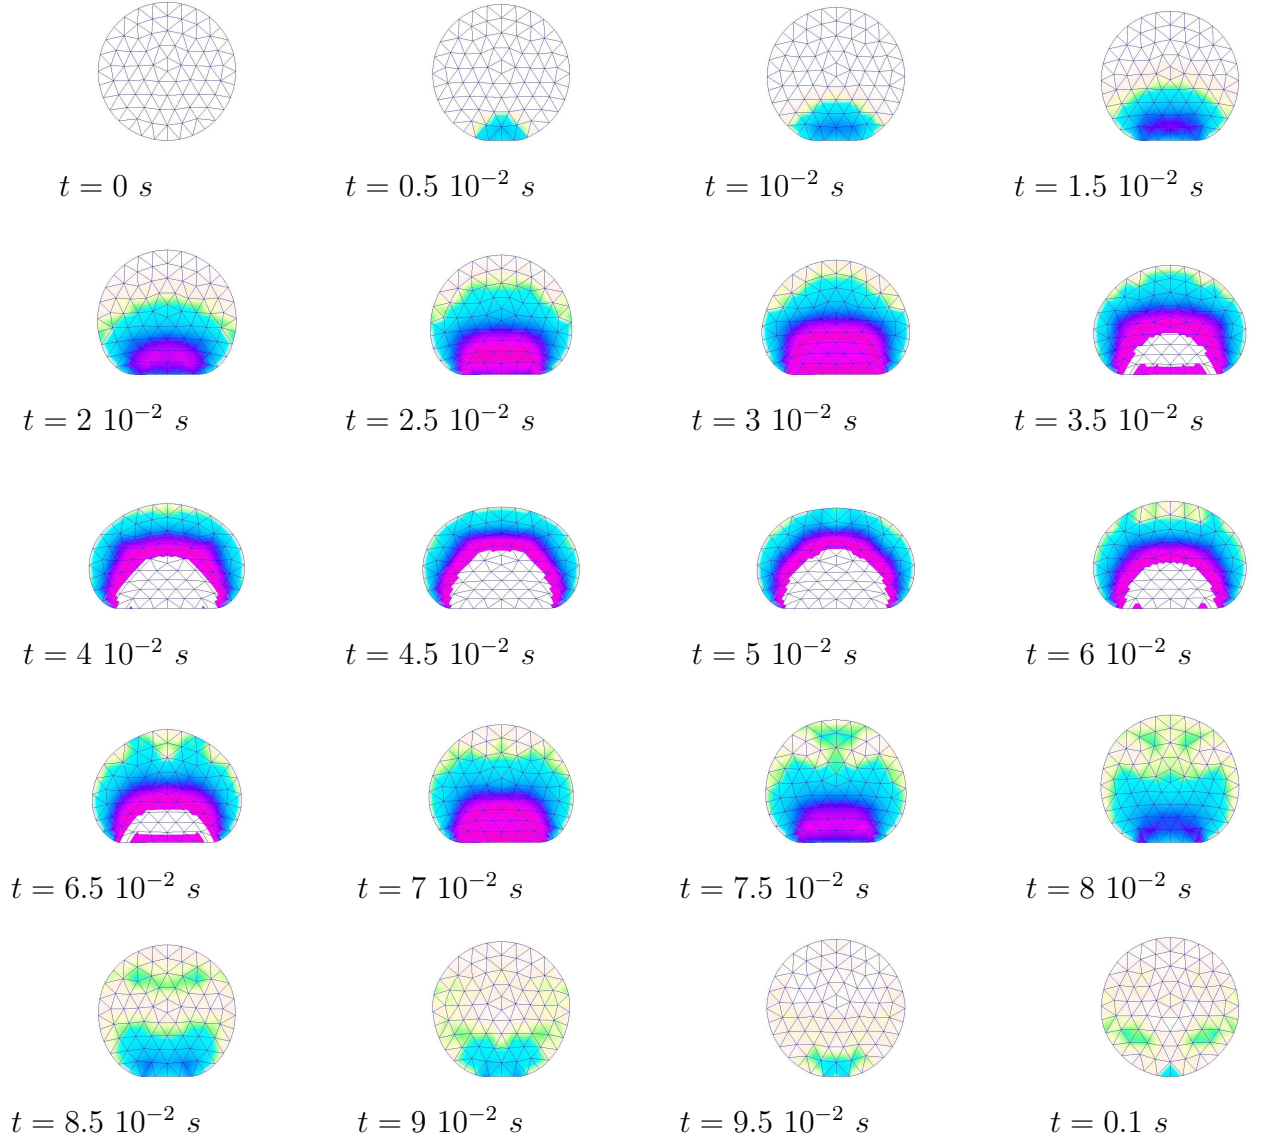 t = 0 s
t = 0.5 10⁻² s
t = 10⁻² s
t = 1.5 10⁻² s
t = 2 10⁻² s
t = 2.5 10⁻² s
t = 3 10⁻² s
t = 3.5 10⁻² s
t = 4 10⁻² s
t = 4.5 10⁻² s
t = 5 10⁻² s
t = 6 10⁻² s
t = 6.5 10⁻² s
t = 7 10⁻² s
t = 7.5 10⁻² s
t = 8 10⁻² s
t = 8.5 10⁻² s
t = 9 10⁻² s
t = 9.5 10⁻² s
t = 0.1 s